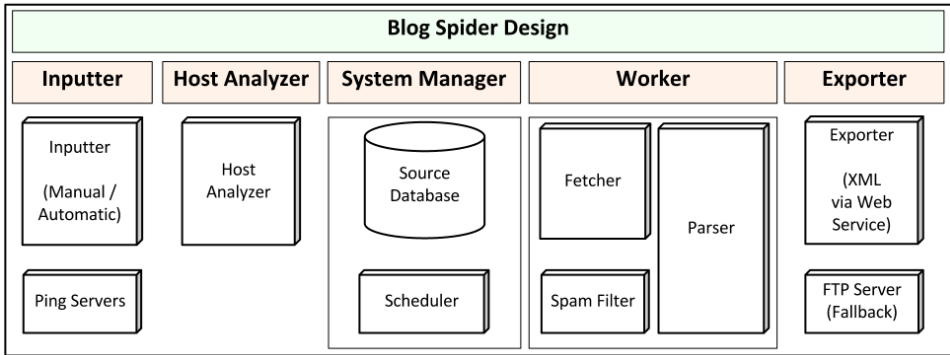 Blog Spider Design
Inputter
Host Analyzer
System Manager
Worker
Exporter
Inputter
(Manual /
Automatic)
Ping Servers
Host
Analyzer
Source
Database
Scheduler
Fetcher
Spam Filter
Parser
Exporter
(XML
via Web
Service)
FTP Server
(Fallback)